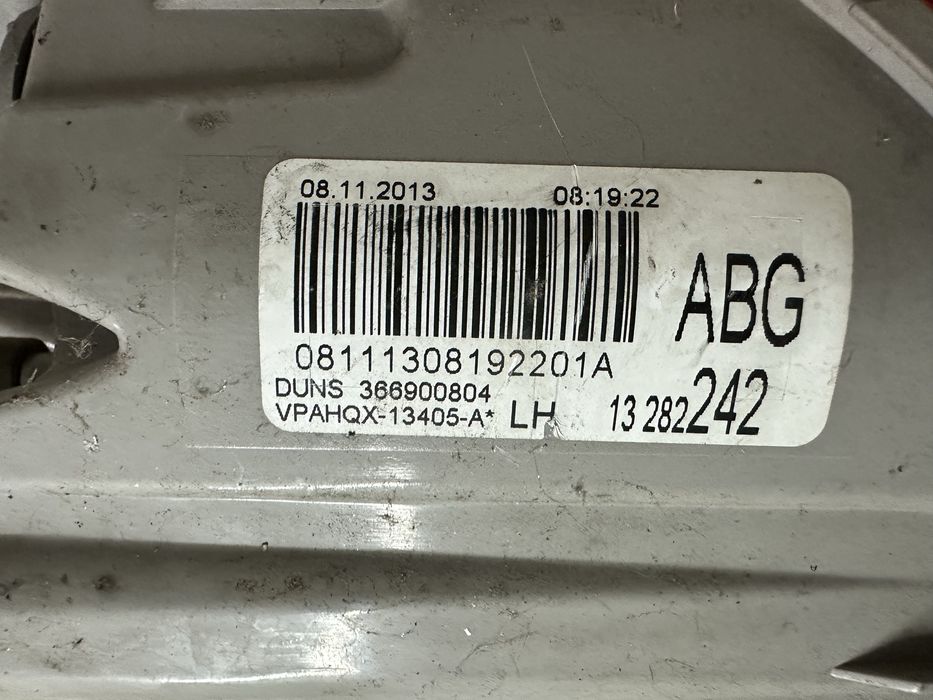 08.11.2013 08:19:22
ABG
08111308192201A
DUNS 366900804
VPAHQX-13405-A* LH 13 282 242